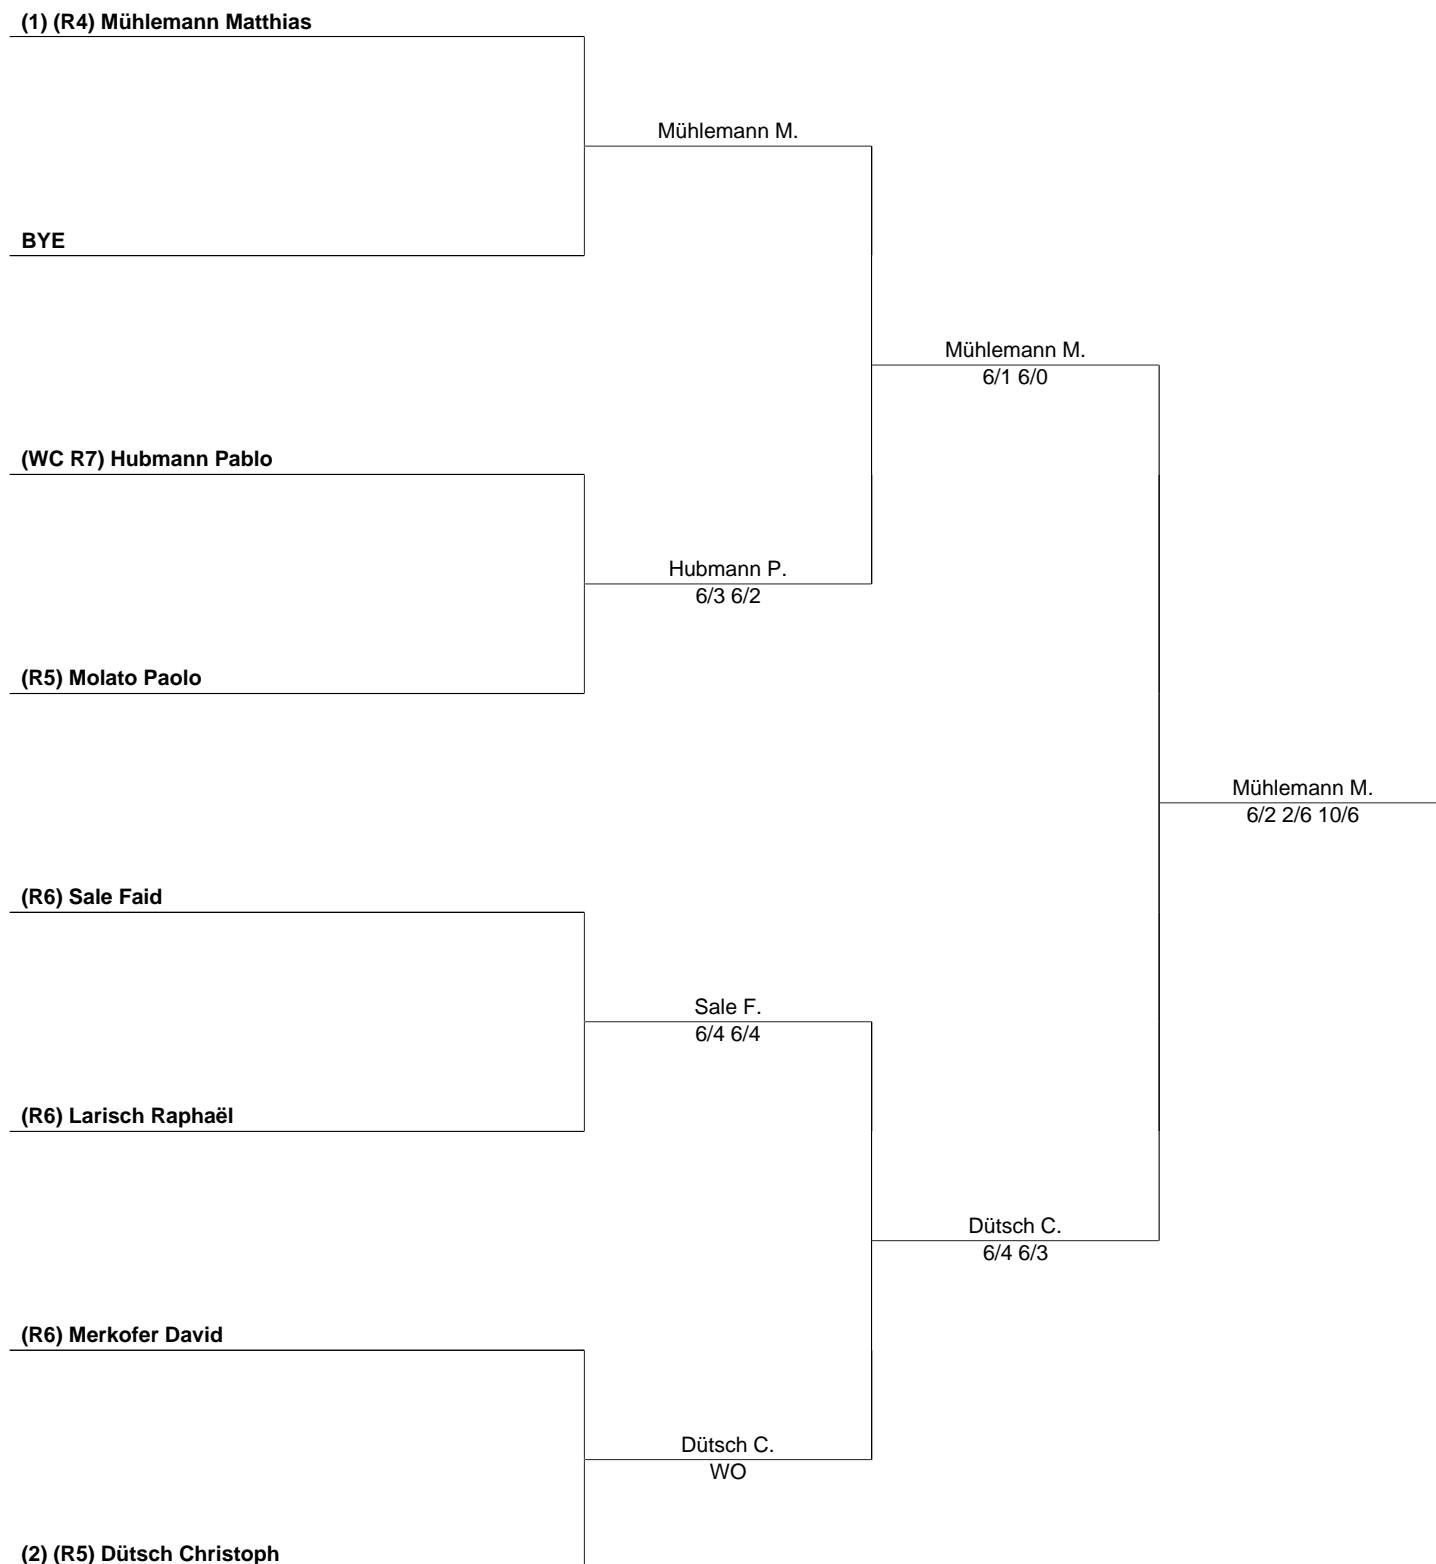 (1) (R4) Mühlemann Matthias
Mühlemann M.
BYE
Mühlemann M.
6/1 6/0
(WC R7) Hubmann Pablo
Hubmann P.
6/3 6/2
(R5) Molato Paolo
Mühlemann M.
6/2 2/6 10/6
(R6) Sale Faid
Sale F.
6/4 6/4
(R6) Larisch Raphaël
Dütsch C.
6/4 6/3
(R6) Merkofer David
Dütsch C.
WO
(2) (R5) Dütsch Christoph